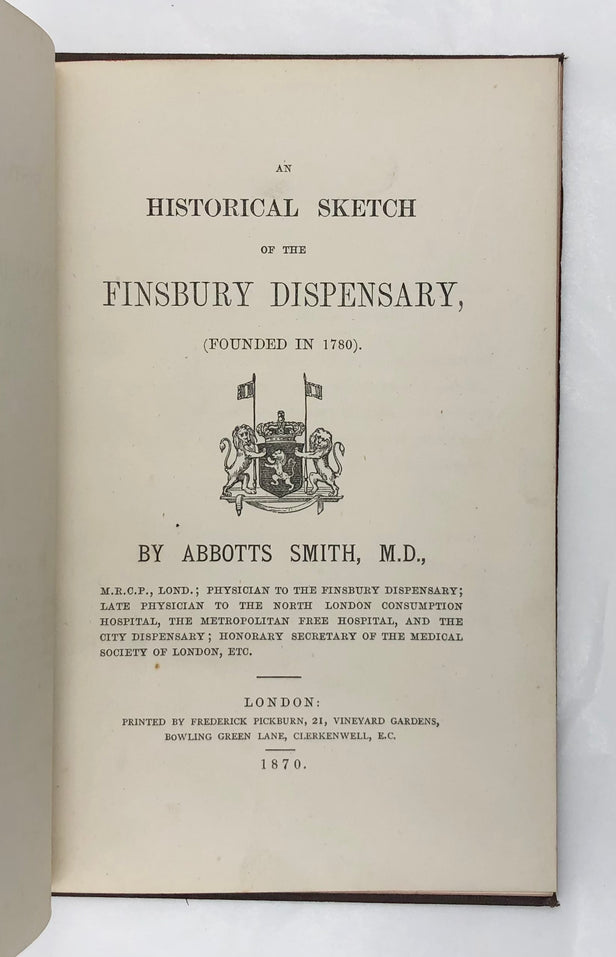 AN
HISTORICAL SKETCH
OF THE
FINSBURY DISPENSARY,
(FOUNDED IN 1780).
BY ABBOTTS SMITH, M.D.,
M.R.C.P., LOND.; PHYSICIAN TO THE FINSBURY DISPENSARY;
LATE PHYSICIAN TO THE NORTH LONDON CONSUMPTION
HOSPITAL, THE METROPOLITAN FREE HOSPITAL, AND THE
CITY DISPENSARY; HONORARY SECRETARY OF THE MEDICAL
SOCIETY OF LONDON, ETC.
LONDON:
PRINTED BY FREDERICK PICKBURN, 21, VINEYARD GARDENS,
BOWLING GREEN LANE, CLERKENWELL, E.C.
1870.